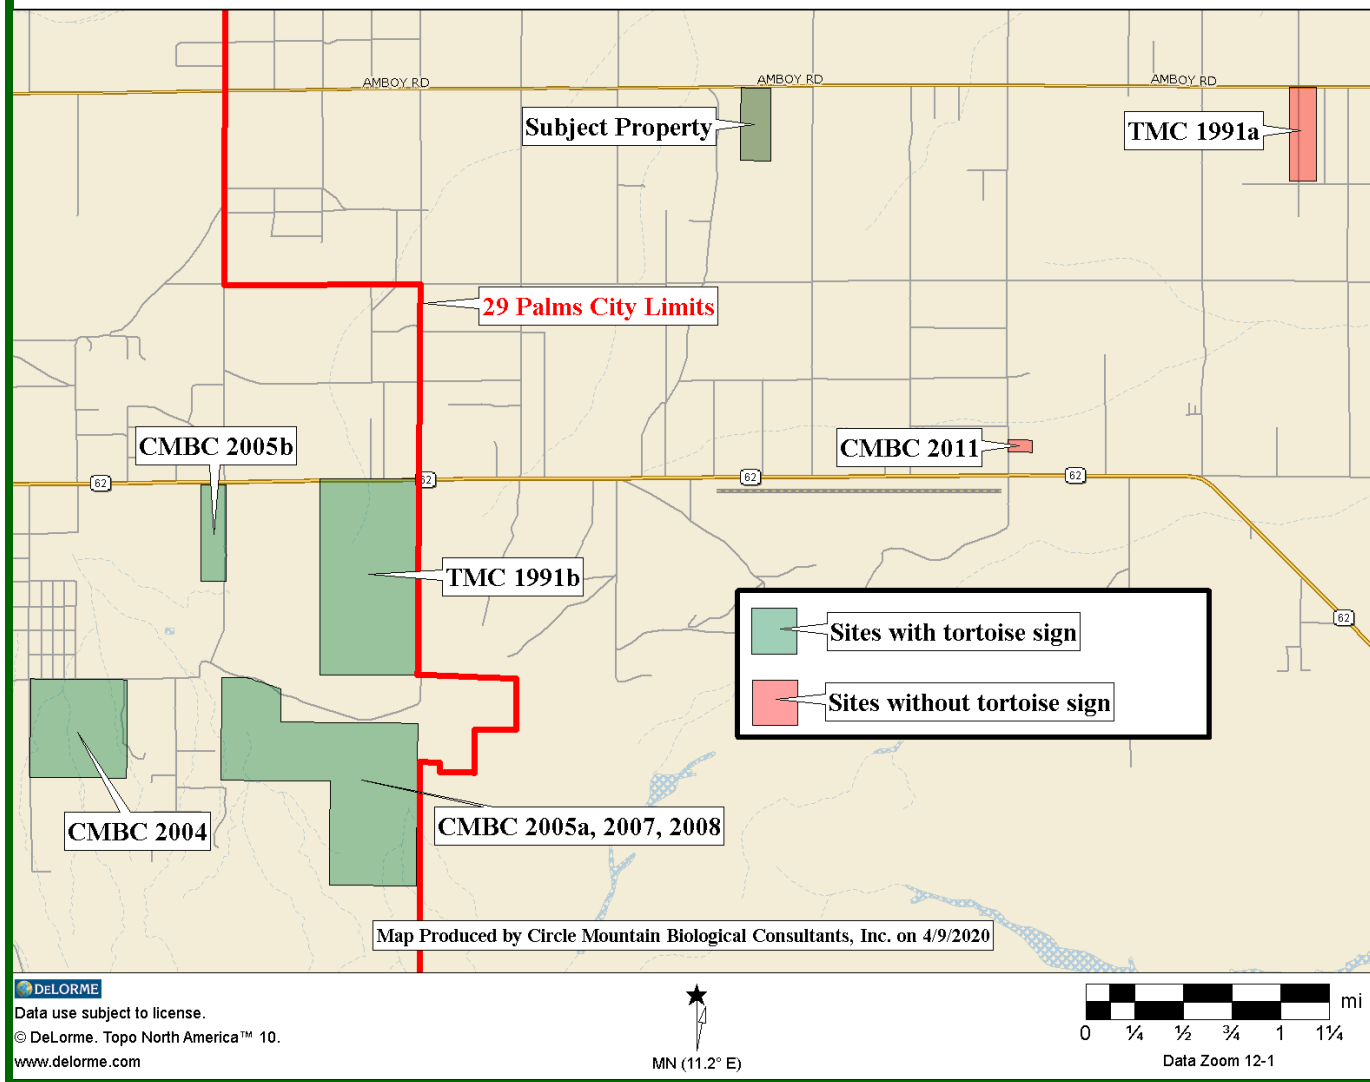 AMBOY RD
AMBOY RD
AMBOY RD
Subject Property
TMC 1991a
29 Palms City Limits
CMBC 2005b
CMBC 2011
62
62
62
62
62
TMC 1991b
Sites with tortoise sign
Sites without tortoise sign
CMBC 2004
CMBC 2005a, 2007, 2008
Map Produced by Circle Mountain Biological Consultants, Inc. on 4/9/2020
DELORME
Data use subject to license.
© DeLorme. Topo North America™ 10.
www.delorme.com
MN (11.2° E)
mi
0 ¼ ½ ¾ 1 1¼
Data Zoom 12-1